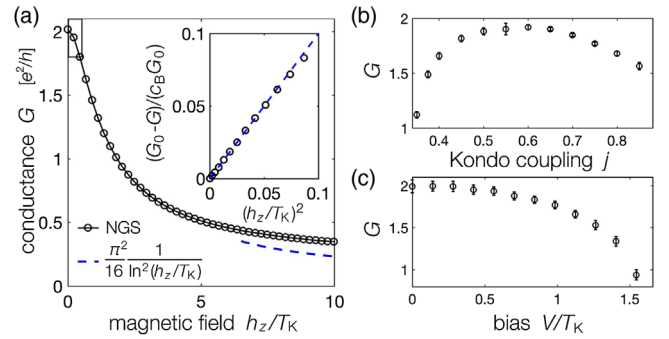 (a)
conductance G [e²/h]
2
1.5
1
0.5
0
0
5
10
magnetic field h_z/T_K
NGS
π²/16 1/ln²(h_z/T_K)
(G₀-G)/(c_B G₀)
0.1
0.05
0
0
0.05
0.1
(h_z/T_K)²
(b)
G
2
1.5
1
0.4
0.5
0.6
0.7
0.8
Kondo coupling j
(c)
G
2
1.5
1
0
0.5
1
1.5
bias V/T_K